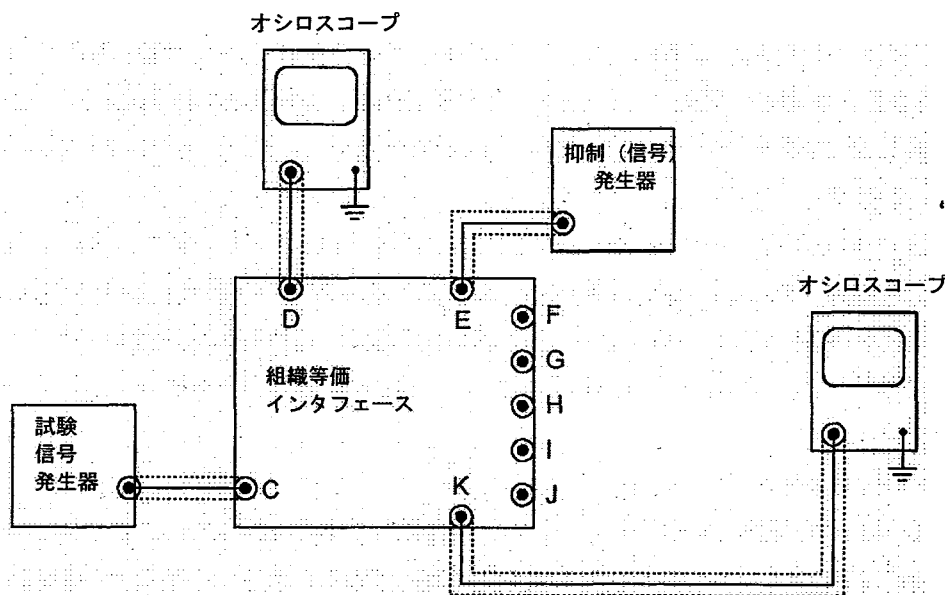 オシロスコープ
抑制（信号）
発生器
オシロスコープ
D
E
F
G
H
I
J
K
C
組織等価
インタフェース
試験
信号
発生器